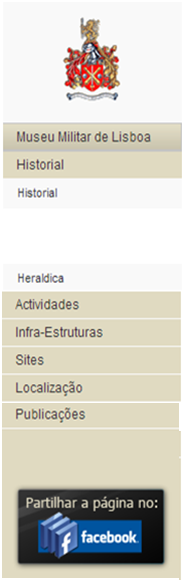 Museu Militar de Lisboa
Historial
Historial
Heraldica
Actividades
Infra-Estruturas
Sites
Localização
Publicações
Partilhar a página no:
facebook